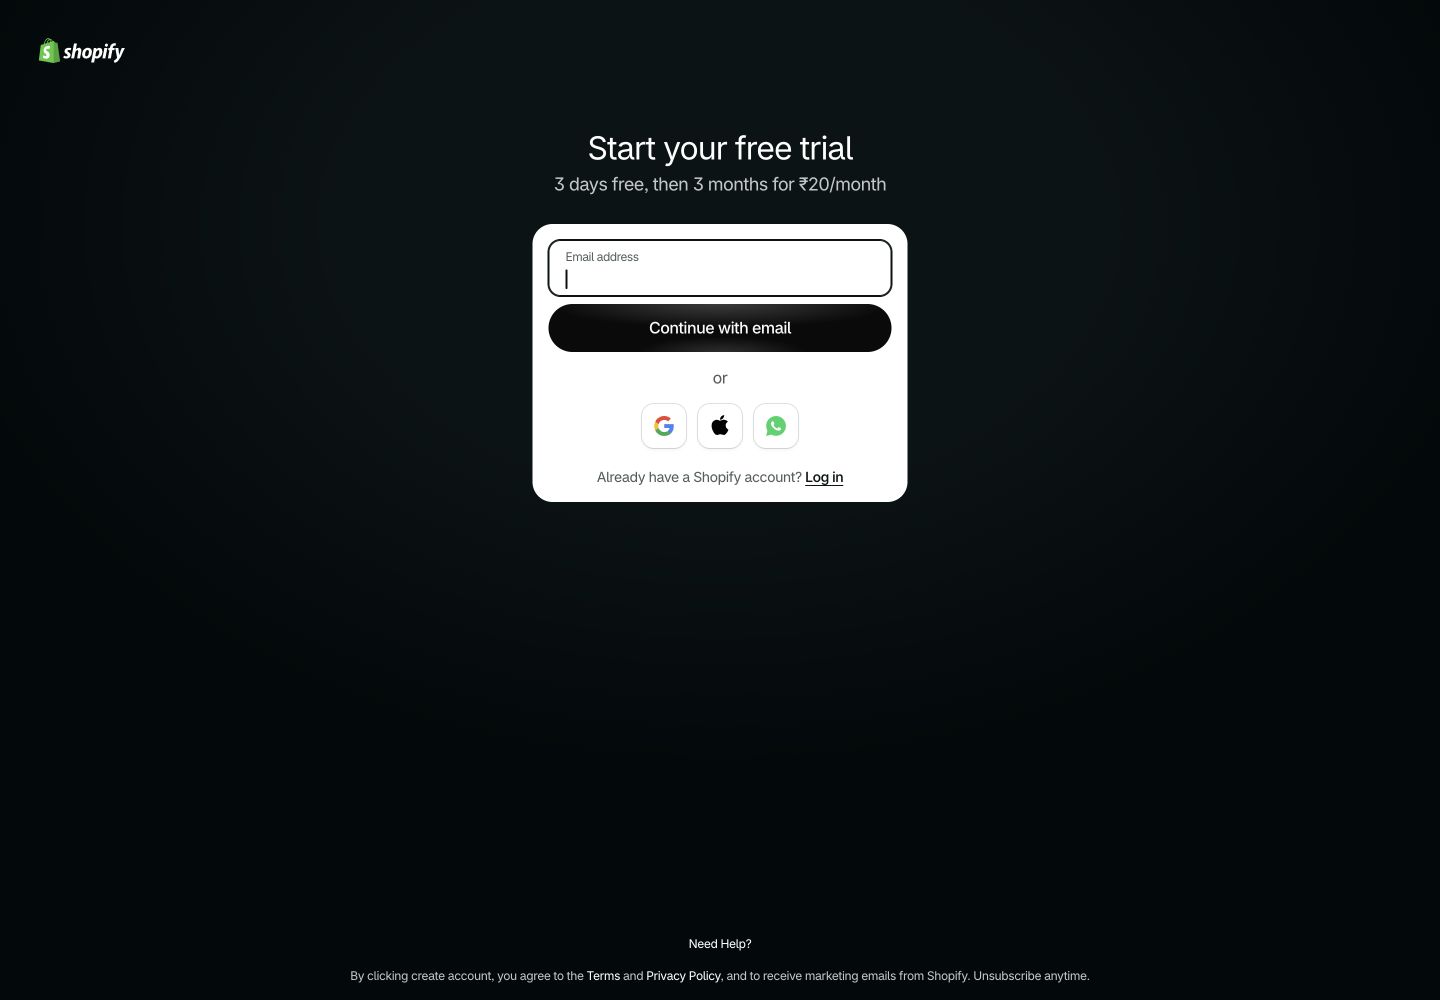 shopify
Start your free trial
3 days free, then 3 months for ₹20/month
Email address
Continue with email
or
Already have a Shopify account? Log in
Need Help?
By clicking create account, you agree to the Terms and Privacy Policy, and to receive marketing emails from Shopify. Unsubscribe anytime.